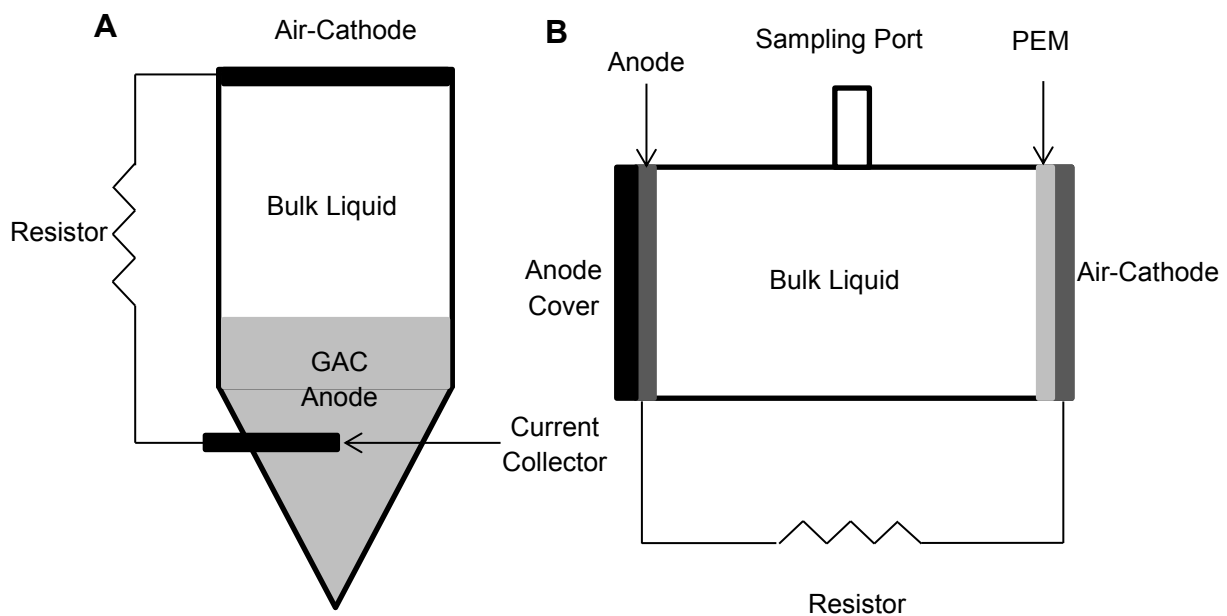 A
Air-Cathode
Bulk Liquid
Resistor
GAC
Anode
Current
Collector
B
Sampling Port
PEM
Anode
Anode
Cover
Bulk Liquid
Air-Cathode
Resistor